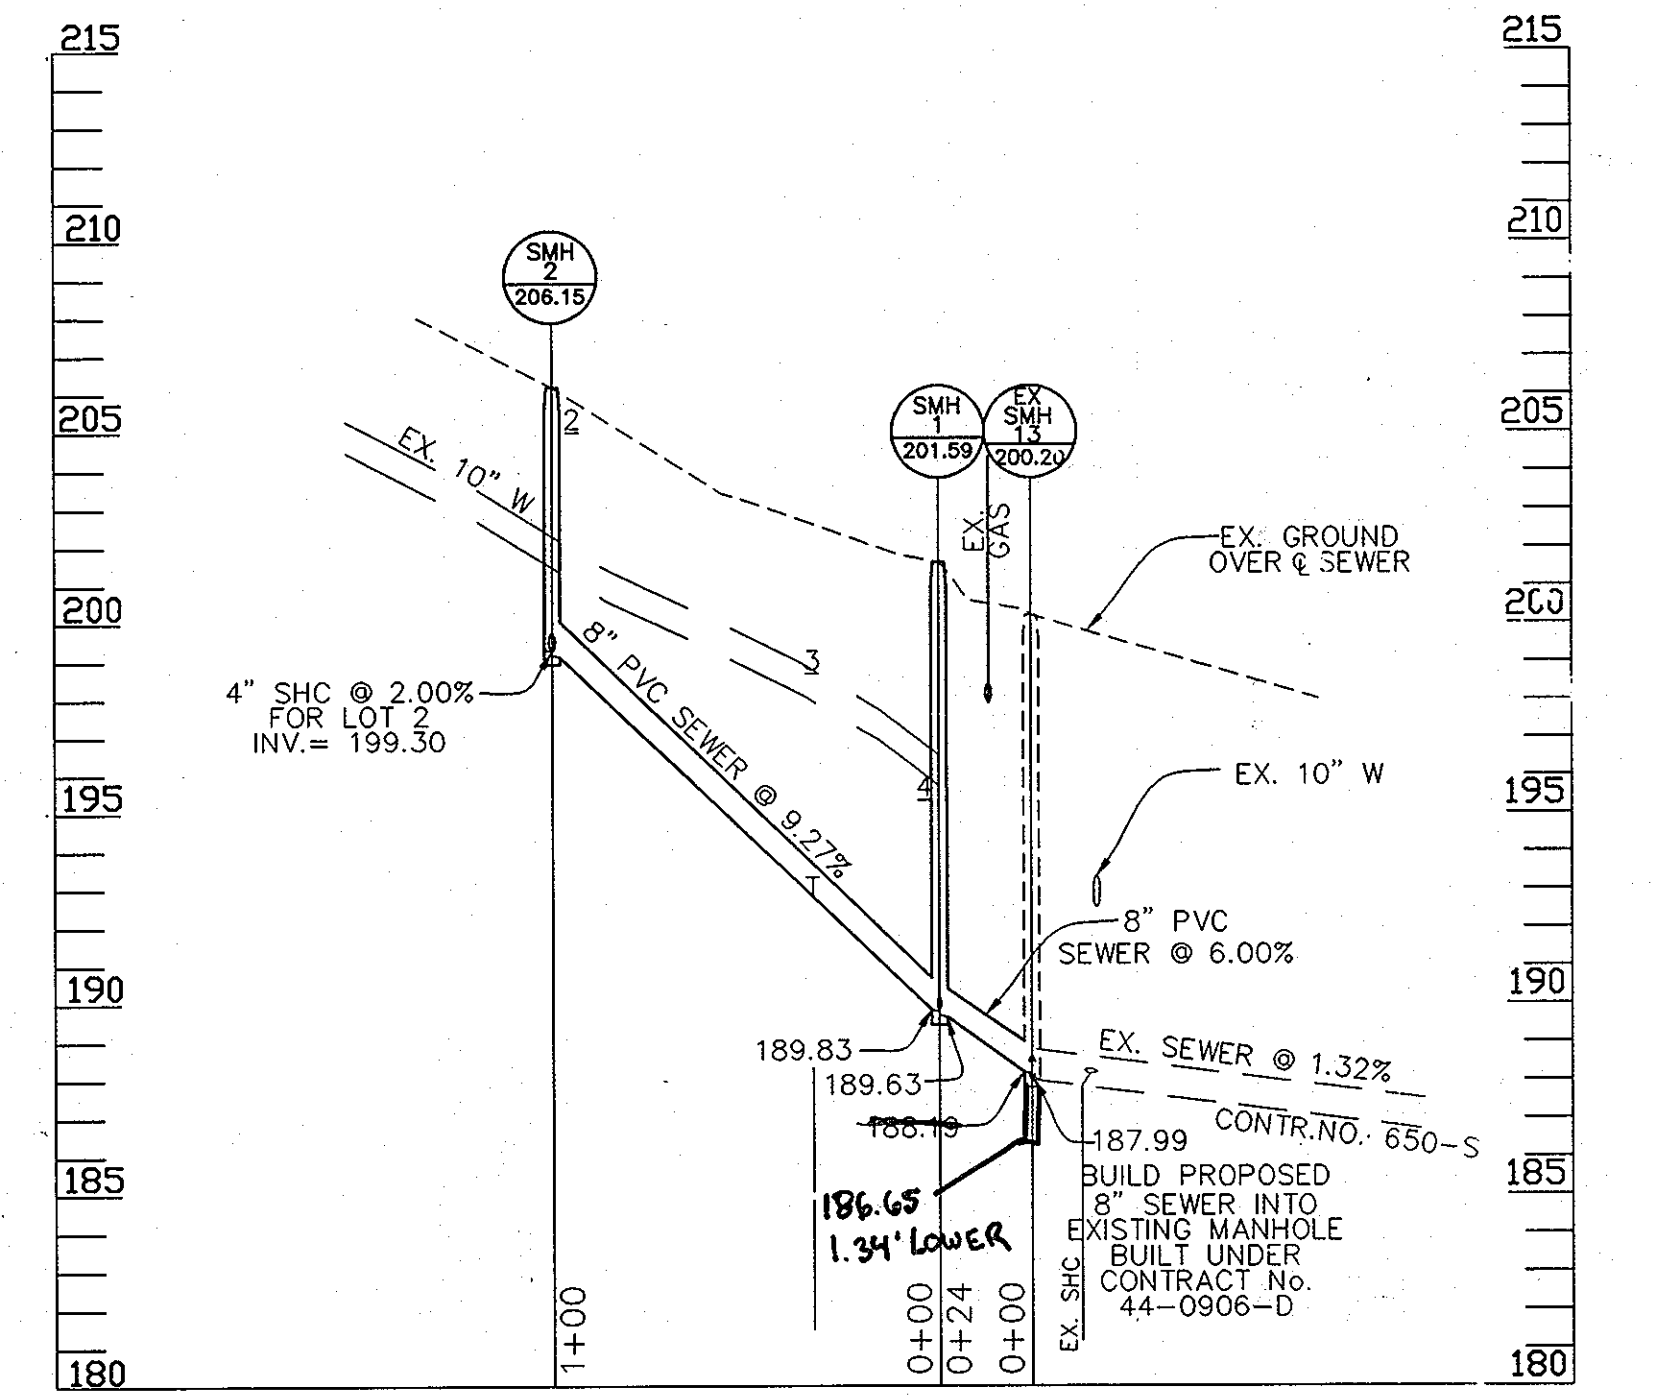 215
215
210
210
205
205
200
200
195
195
190
190
185
185
180
180
SMH
2
206.15
SMH
1
201.59
EX
SMH
13
200.20
2
EX. 10" W
EX.
GAS
EX. GROUND
OVER ℄ SEWER
3
4
8" PVC SEWER @ 9.27%
4" SHC @ 2.00%
FOR LOT 2
INV.= 199.30
EX. 10" W
1
8" PVC
SEWER @ 6.00%
189.83
189.63
188.19
EX. SEWER @ 1.32%
CONTR.NO. 650-S
187.99
186.65
1.34' LOWER
BUILD PROPOSED
8" SEWER INTO
EXISTING MANHOLE
BUILT UNDER
CONTRACT No.
44-0906-D
EX. SHC
1+00
0+00
0+24
0+00